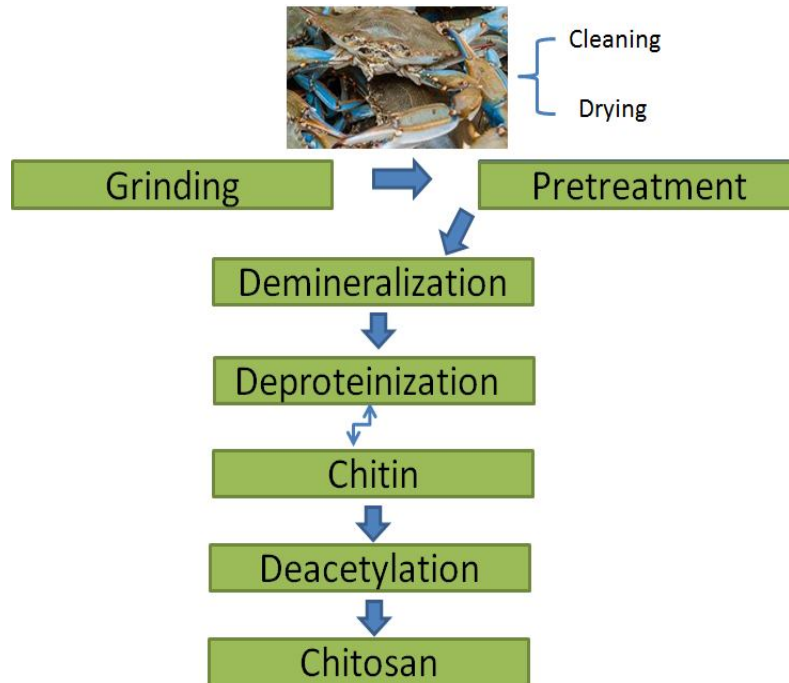 Cleaning
Drying
Grinding
Pretreatment
Demineralization
Deproteinization
Chitin
Deacetylation
Chitosan